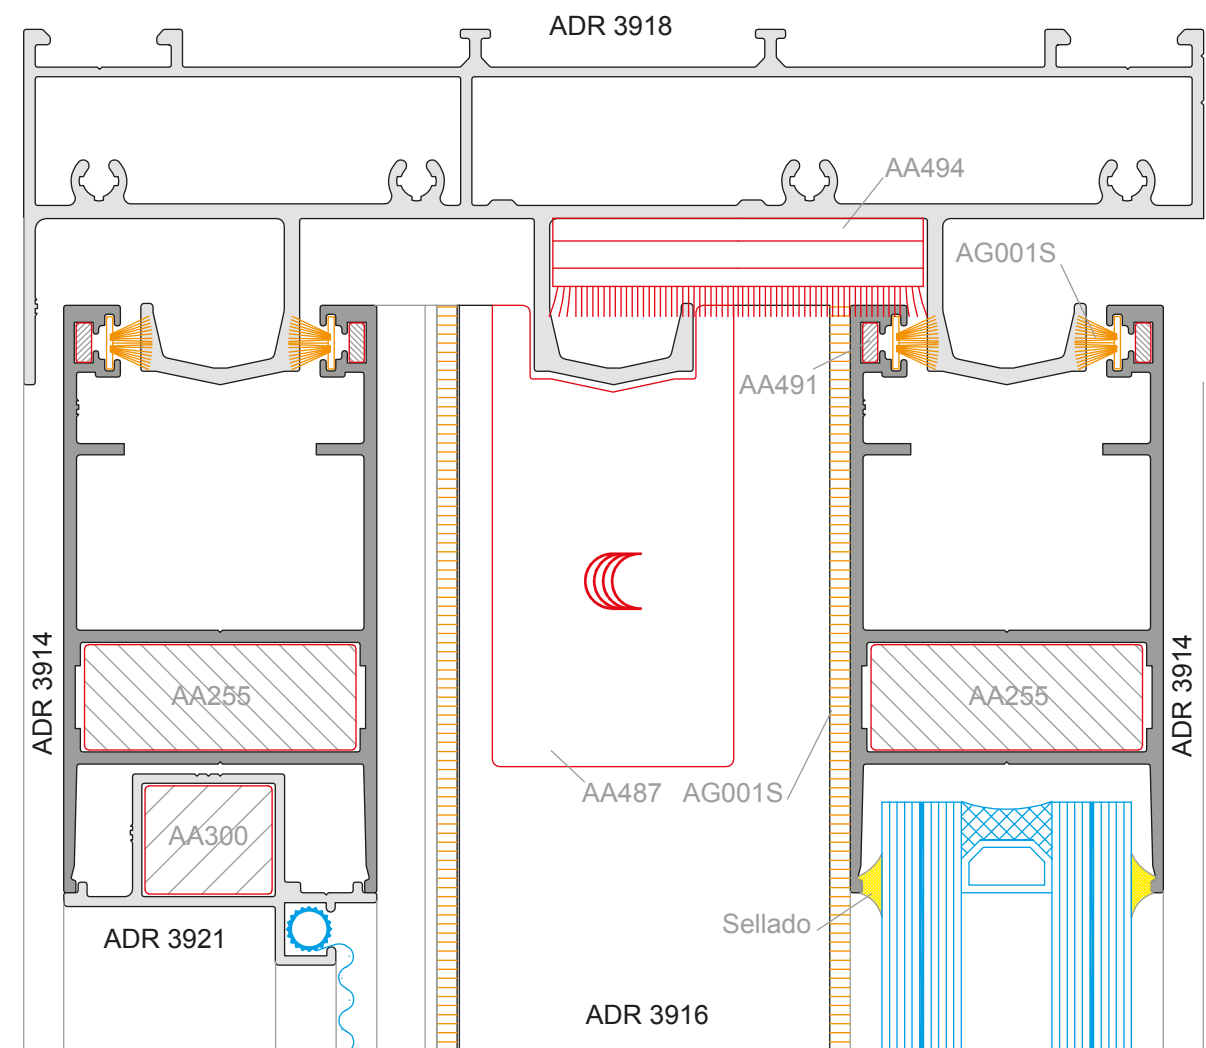 ADR 3918
AA494
AG001S
AA491
ADR 3914
AA255
AA255
ADR 3914
AA487
AG001S
AA300
Sellado
ADR 3921
ADR 3916